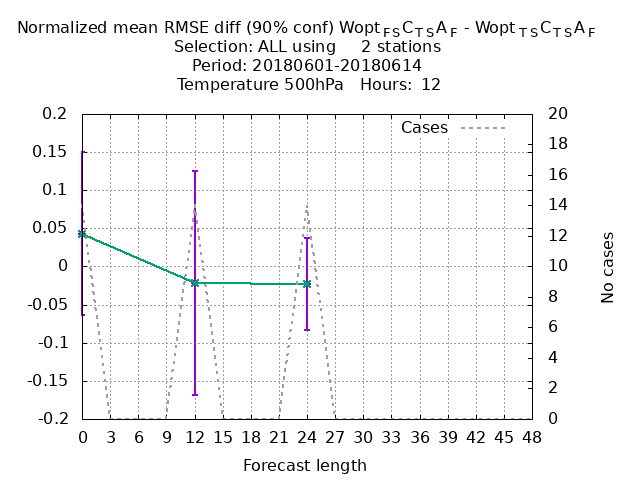 Normalized mean RMSE diff (90% conf) Wopt FS C TS A F - Wopt TS C TS A F
Selection: ALL using     2 stations
Period: 20180601-20180614
Temperature 500hPa   Hours:  12
Cases
0.2
0.15
0.1
0.05
0
-0.05
-0.1
-0.15
-0.2
20
18
16
14
12
10
8
6
4
2
0
No cases
0 3 6 9 12 15 18 21 24 27 30 33 36 39 42 45 48
Forecast length